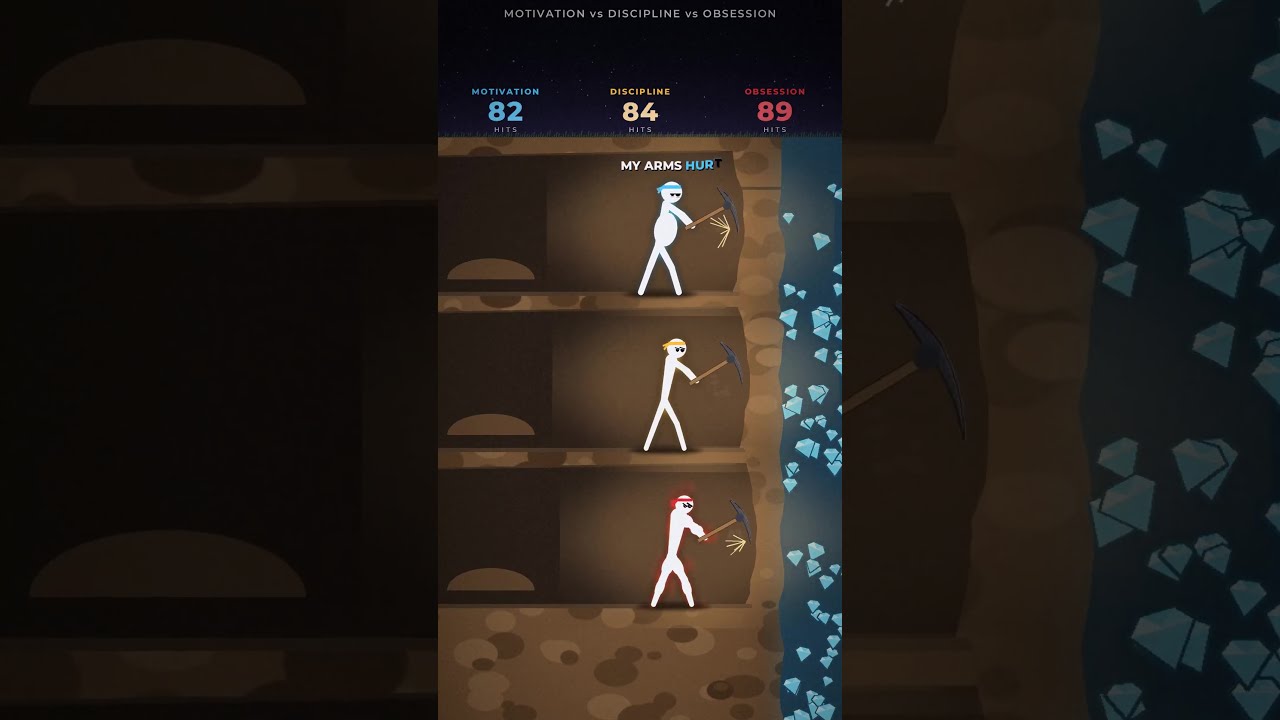 MOTIVATION vs DISCIPLINE vs OBSESSION
MOTIVATION DISCIPLINE OBSESSION
82 84 89
HITS HITS HITS
MY ARMS HURT